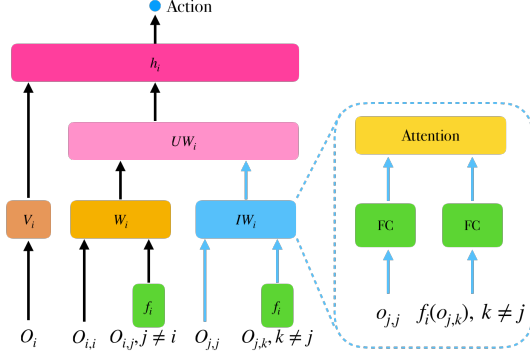 Action
h_i
UW_i
Attention
V_i
W_i
IW_i
FC
FC
f_i
f_i
o_{j,j}
f_i(o_{j,k}), k ≠ j
O_i
O_{i,i}
O_{i,j}, j ≠ i
O_{j,j}
O_{j,k}, k ≠ j